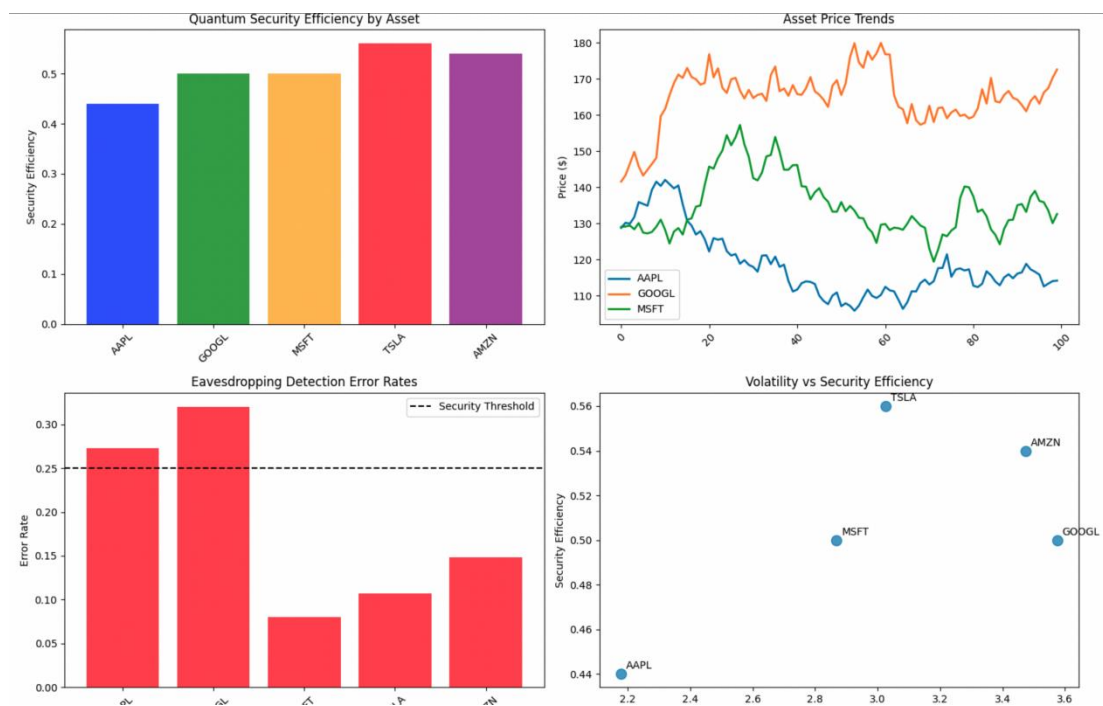 Quantum Security Efficiency by Asset
Security Efficiency
0.5
0.4
0.3
0.2
0.1
0.0
AAPL
GOOGL
MSFT
TSLA
AMZN
Asset Price Trends
Price ($)
180
170
160
150
140
130
120
110
AAPL
GOOGL
MSFT
0
20
40
60
80
100
Eavesdropping Detection Error Rates
Security Threshold
Error Rate
0.30
0.25
0.20
0.15
0.10
0.05
0.00
Volatility vs Security Efficiency
Security Efficiency
0.56
0.54
0.52
0.50
0.48
0.46
0.44
TSLA
AMZN
MSFT
GOOGL
AAPL
2.2
2.4
2.6
2.8
3.0
3.2
3.4
3.6